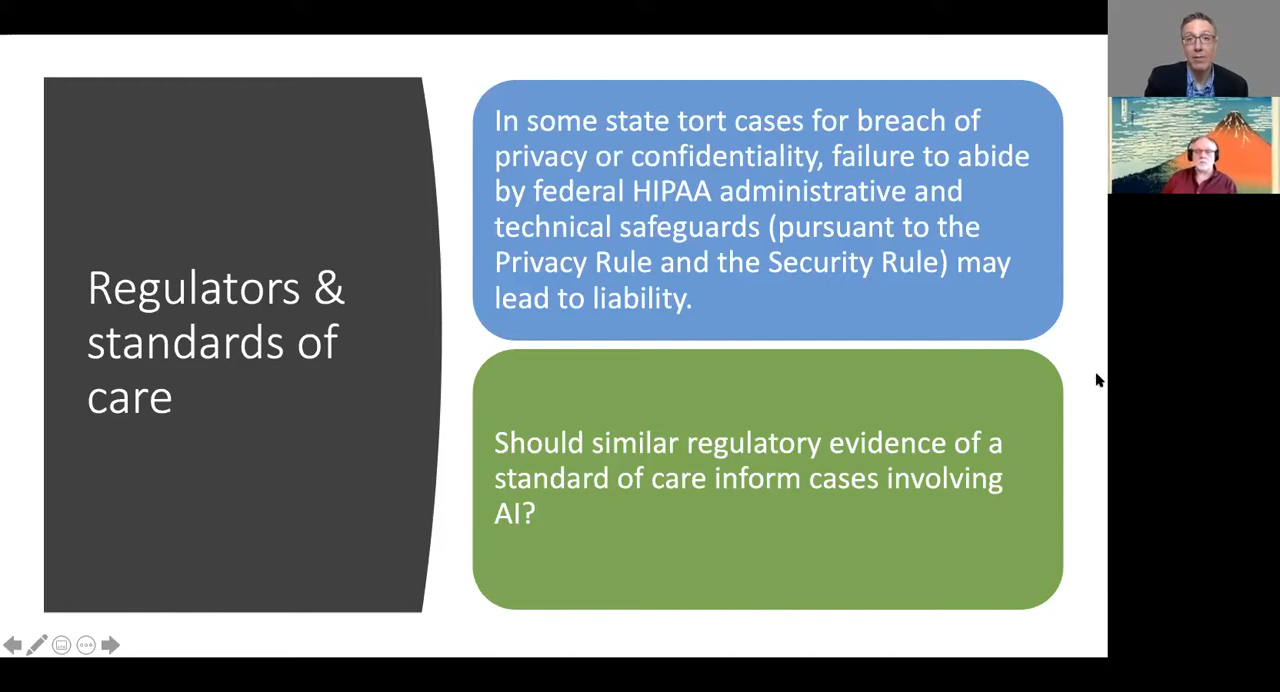 Regulators &
standards of
care
In some state tort cases for breach of
privacy or confidentiality, failure to abide
by federal HIPAA administrative and
technical safeguards (pursuant to the
Privacy Rule and the Security Rule) may
lead to liability.
Should similar regulatory evidence of a
standard of care inform cases involving
AI?